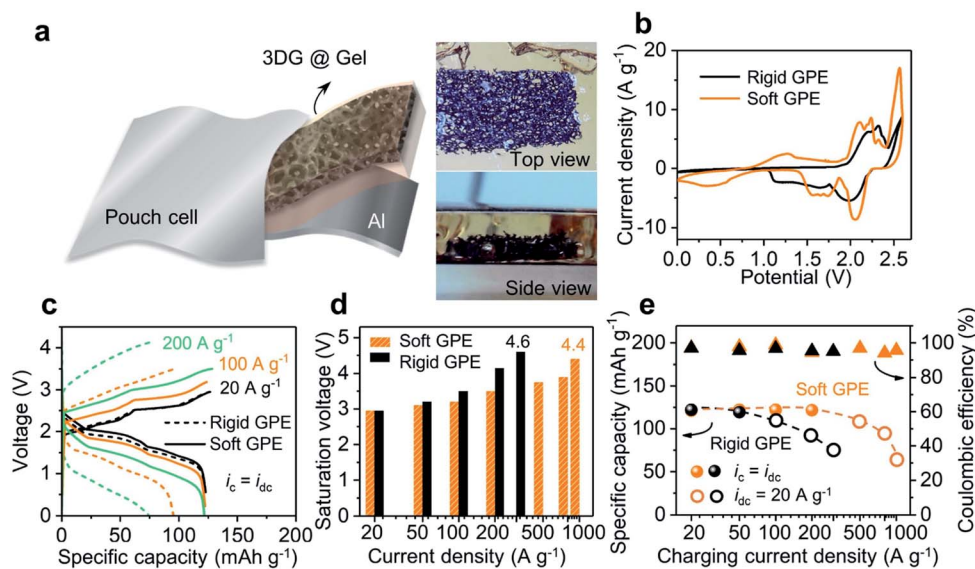 a
3DG @ Gel
Pouch cell
Al
Top view
Side view
b
Current density (A g⁻¹)
20
10
0
-10
Rigid GPE
Soft GPE
0.0 0.5 1.0 1.5 2.0 2.5
Potential (V)
c
Voltage (V)
5
4
3
2
1
0
200 A g⁻¹
100 A g⁻¹
20 A g⁻¹
Rigid GPE
Soft GPE
ic = idc
0 50 100 150 200
Specific capacity (mAh g⁻¹)
d
Saturation voltage (V)
5
4
3
2
1
0
Soft GPE
Rigid GPE
4.6
4.4
20 50 100 200 500 1000
Current density (A g⁻¹)
e
Specific capacity (mAh g⁻¹)
200
150
100
50
0
Soft GPE
Rigid GPE
ic = idc
idc = 20 A g⁻¹
100
80
60
40
20
0
Coulombic efficiency (%)
20 50 100 200 500 1000
Charging current density (A g⁻¹)